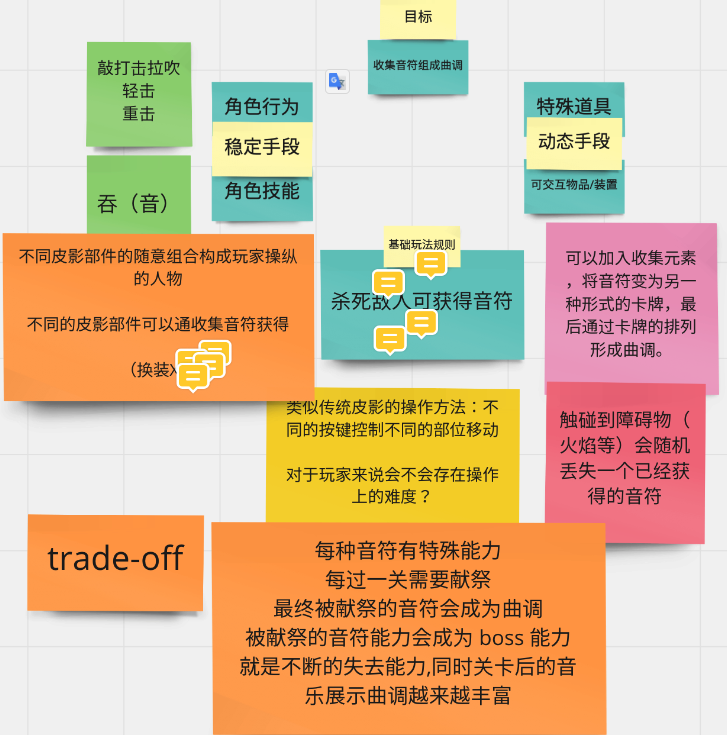 目标
收集音符组成曲调
敲打击拉吹
轻击
重击
吞（音）
角色行为
稳定手段
角色技能
特殊道具
动态手段
可交互物品/装置
不同皮影部件的随意组合构成玩家操纵
的人物
不同的皮影部件可以通收集音符获得
（换装
基础玩法规则
杀死敌人可获得音符
可以加入收集元素
，将音符变为另一
种形式的卡牌，最
后通过卡牌的排列
形成曲调。
类似传统皮影的操作方法：不
同的按键控制不同的部位移动
对于玩家来说会不会存在操作
上的难度？
触碰到障碍物（
火焰等）会随机
丢失一个已经获
得的音符
trade-off
每种音符有特殊能力
每过一关需要献祭
最终被献祭的音符会成为曲调
被献祭的音符能力会成为 boss 能力
就是不断的失去能力,同时关卡后的音
乐展示曲调越来越丰富